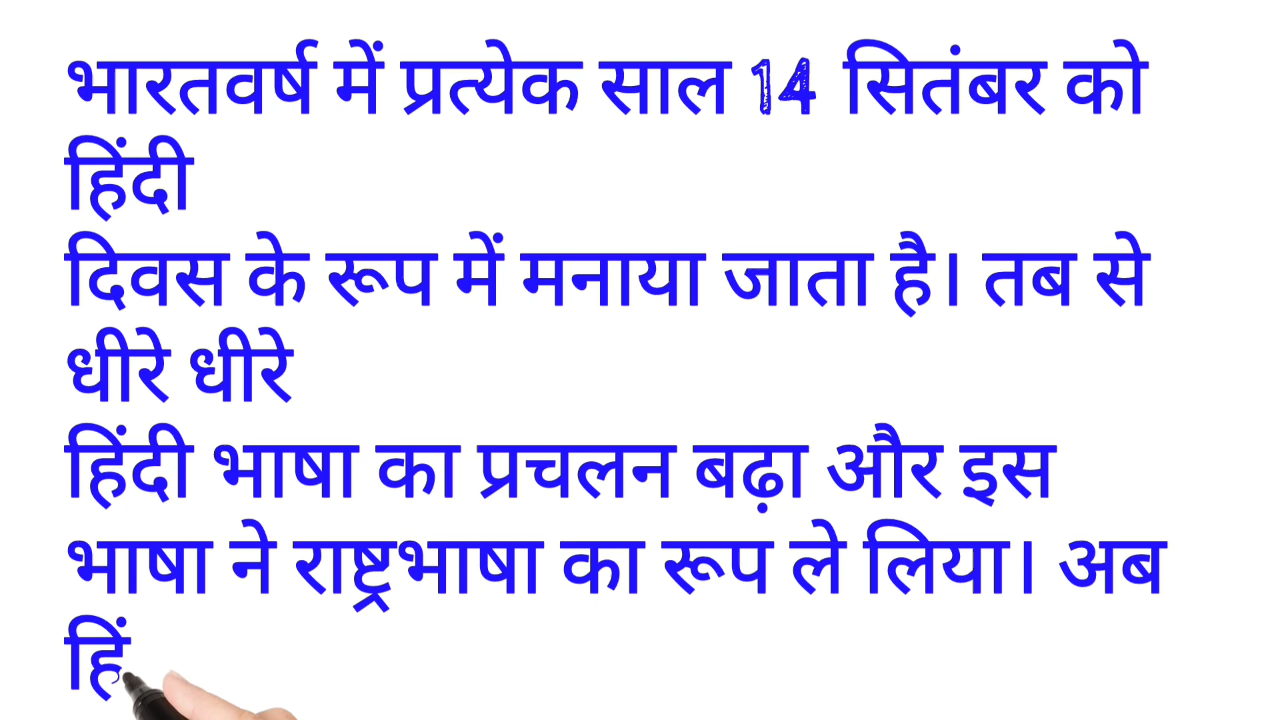 भारतवर्ष में प्रत्येक साल 14 सितंबर को
हिंदी
दिवस के रूप में मनाया जाता है। तब से
धीरे धीरे
हिंदी भाषा का प्रचलन बढ़ा और इस
भाषा ने राष्ट्रभाषा का रूप ले लिया। अब
हिं